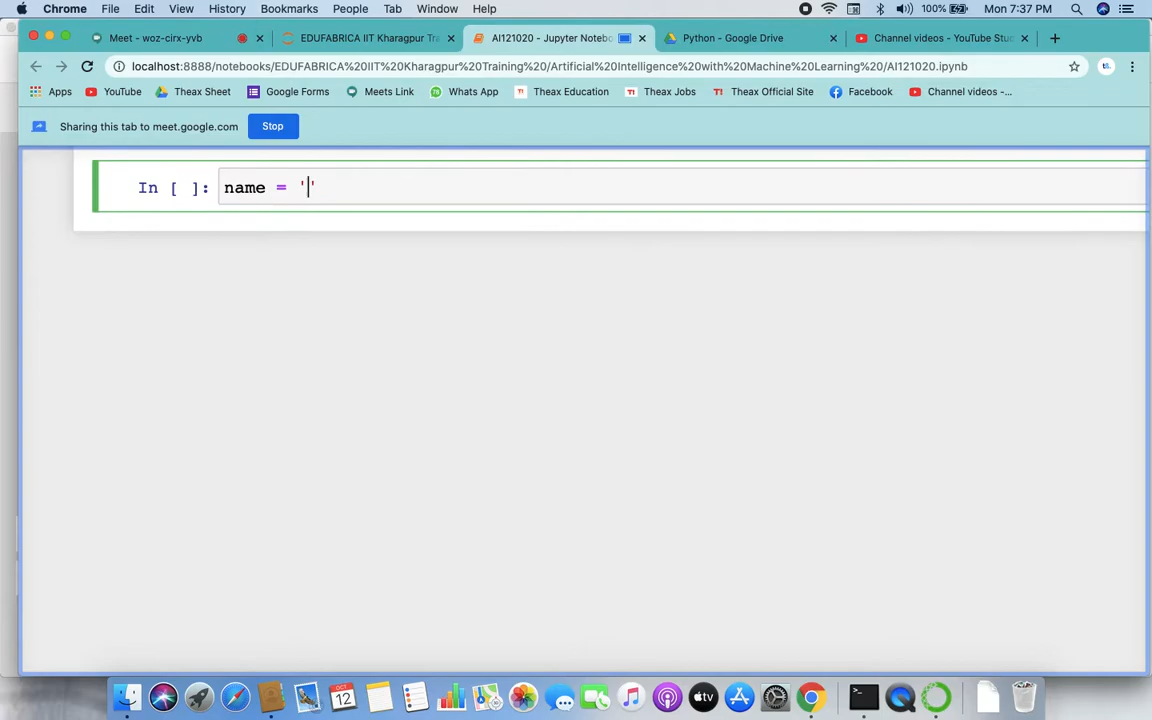 Chrome File Edit View History Bookmarks People Tab Window Help 100% Mon 7:37 PM
Meet - woz-cirx-yvb EDUFABRICA IIT Kharagpur Tra AI121020 - Jupyter Notebo Python - Google Drive Channel videos - YouTube Stu
localhost:8888/notebooks/EDUFABRICA%20IIT%20Kharagpur%20Training%20/Artificial%20Intelligence%20with%20Machine%20Learning%20/AI121020.ipynb
Apps YouTube Theax Sheet Google Forms Meets Link Whats App Theax Education Theax Jobs Theax Official Site Facebook Channel videos -...
Sharing this tab to meet.google.com Stop
In [ ]: name = ''
OCT 12 tv